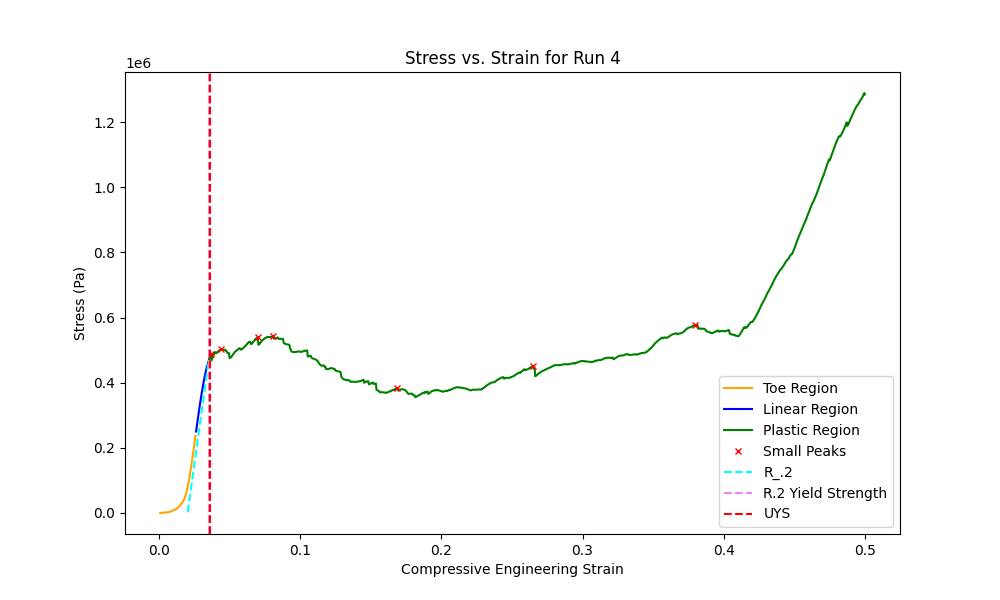 Stress vs. Strain for Run 4
1e6
1.2
1.0
0.8
0.6
0.4
0.2
0.0
Stress (Pa)
0.0 0.1 0.2 0.3 0.4 0.5
Compressive Engineering Strain
Toe Region
Linear Region
Plastic Region
Small Peaks
R_.2
R.2 Yield Strength
UYS